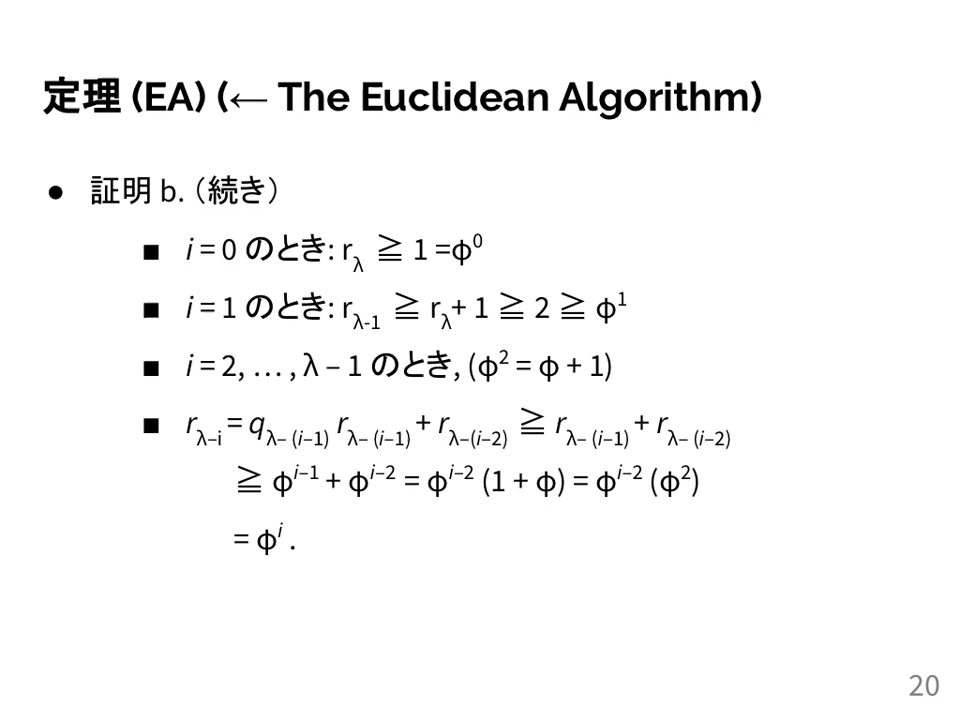 定理 (EA) (← The Euclidean Algorithm)
● 証明 b. （続き）
■ i = 0 のとき: rλ ≧ 1 =φ⁰
■ i = 1 のとき: rλ-1 ≧ rλ+ 1 ≧ 2 ≧ φ¹
■ i = 2, … , λ – 1 のとき, (φ² = φ + 1)
■ rλ–i = qλ– (i–1) rλ– (i–1) + rλ–(i–2) ≧ rλ– (i–1) + rλ– (i–2)
≧ φⁱ⁻¹ + φⁱ⁻² = φⁱ⁻² (1 + φ) = φⁱ⁻² (φ²)
= φⁱ .
20